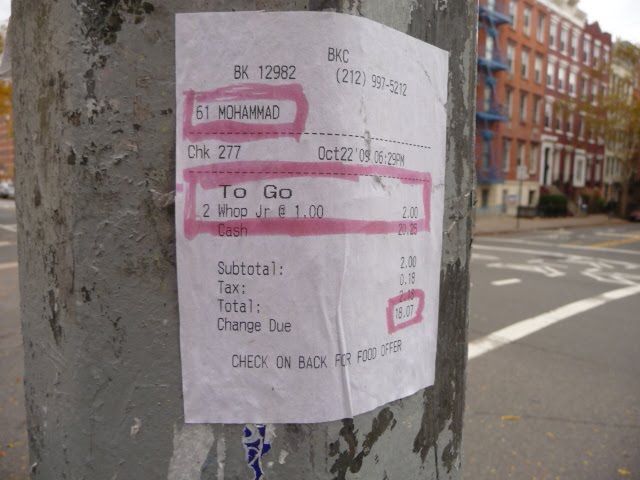 BKC
BK 12982 (212) 997-5212
61 MOHAMMAD
Chk 277 Oct22'09 06:29PM
To Go
2 Whop Jr @ 1.00 2.00
Cash 20.25
Subtotal: 2.00
Tax: 0.18
Total: 2.18
Change Due 18.07
CHECK ON BACK FOR FOOD OFFER